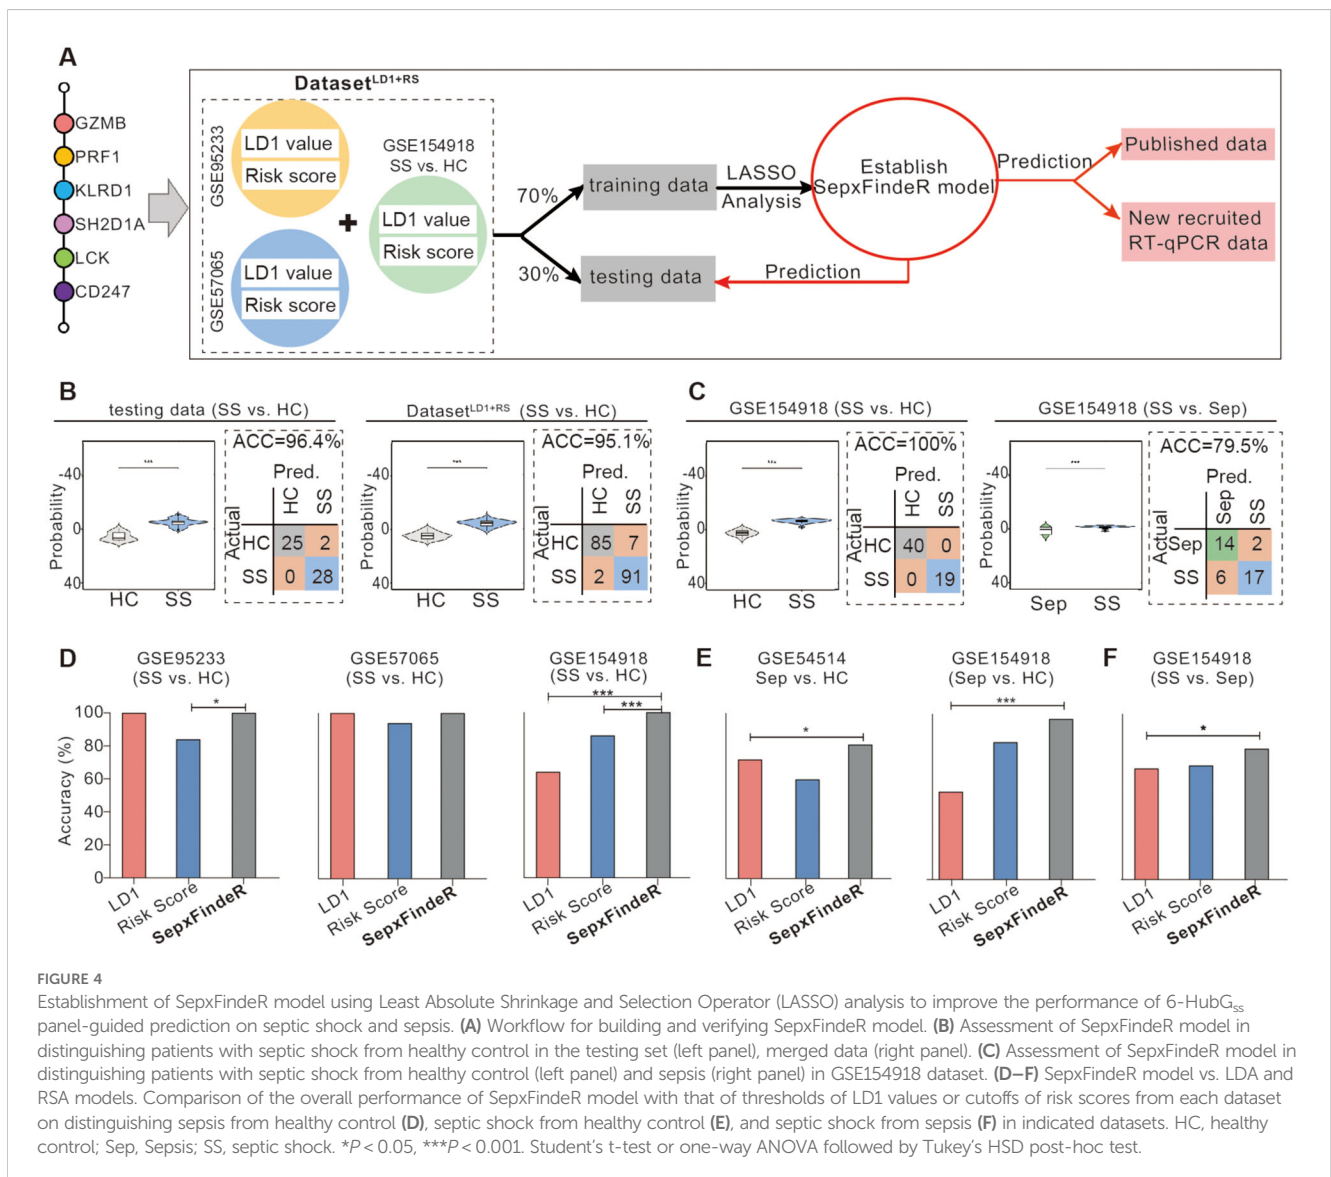 A
GZMB
PRF1
KLRD1
SH2D1A
LCK
CD247
Dataset^LD1+RS
GSE95233
LD1 value
Risk score
GSE57065
LD1 value
Risk score
+
GSE154918
SS vs. HC
LD1 value
Risk score
70%
30%
training data
testing data
LASSO
Analysis
Establish
SepxFindeR model
Prediction
Prediction
Published data
New recruited
RT-qPCR data
B
testing data (SS vs. HC)
Probability
-40
0
40
HC SS
ACC=96.4%
Pred.
HC SS
Actual
HC 25 2
SS 0 28
Dataset^LD1+RS (SS vs. HC)
Probability
-40
0
40
HC SS
ACC=95.1%
Pred.
HC SS
Actual
HC 85 7
SS 2 91
C
GSE154918 (SS vs. HC)
Probability
-40
0
40
HC SS
ACC=100%
Pred.
HC SS
Actual
HC 40 0
SS 0 19
GSE154918 (SS vs. Sep)
Probability
-40
0
40
Sep SS
ACC=79.5%
Pred.
Sep SS
Actual
Sep 14 2
SS 6 17
D
GSE95233
(SS vs. HC)
*
Accuracy (%)
100
80
60
40
20
0
LD1
Risk Score
SepxFindeR
GSE57065
(SS vs. HC)
LD1
Risk Score
SepxFindeR
GSE154918
(SS vs. HC)
***
***
LD1
Risk Score
SepxFindeR
E
GSE54514
Sep vs. HC
*
LD1
Risk Score
SepxFindeR
GSE154918
(Sep vs. HC)
***
LD1
Risk Score
SepxFindeR
F
GSE154918
(SS vs. Sep)
*
LD1
Risk Score
SepxFindeR
FIGURE 4
Establishment of SepxFindeR model using Least Absolute Shrinkage and Selection Operator (LASSO) analysis to improve the performance of 6-HubGss
panel-guided prediction on septic shock and sepsis. (A) Workflow for building and verifying SepxFindeR model. (B) Assessment of SepxFindeR model in
distinguishing patients with septic shock from healthy control in the testing set (left panel), merged data (right panel). (C) Assessment of SepxFindeR model in
distinguishing patients with septic shock from healthy control (left panel) and sepsis (right panel) in GSE154918 dataset. (D–F) SepxFindeR model vs. LDA and
RSA models. Comparison of the overall performance of SepxFindeR model with that of thresholds of LD1 values or cutoffs of risk scores from each dataset
on distinguishing sepsis from healthy control (D), septic shock from healthy control (E), and septic shock from sepsis (F) in indicated datasets. HC, healthy
control; Sep, Sepsis; SS, septic shock. *P < 0.05, ***P < 0.001. Student's t-test or one-way ANOVA followed by Tukey's HSD post-hoc test.